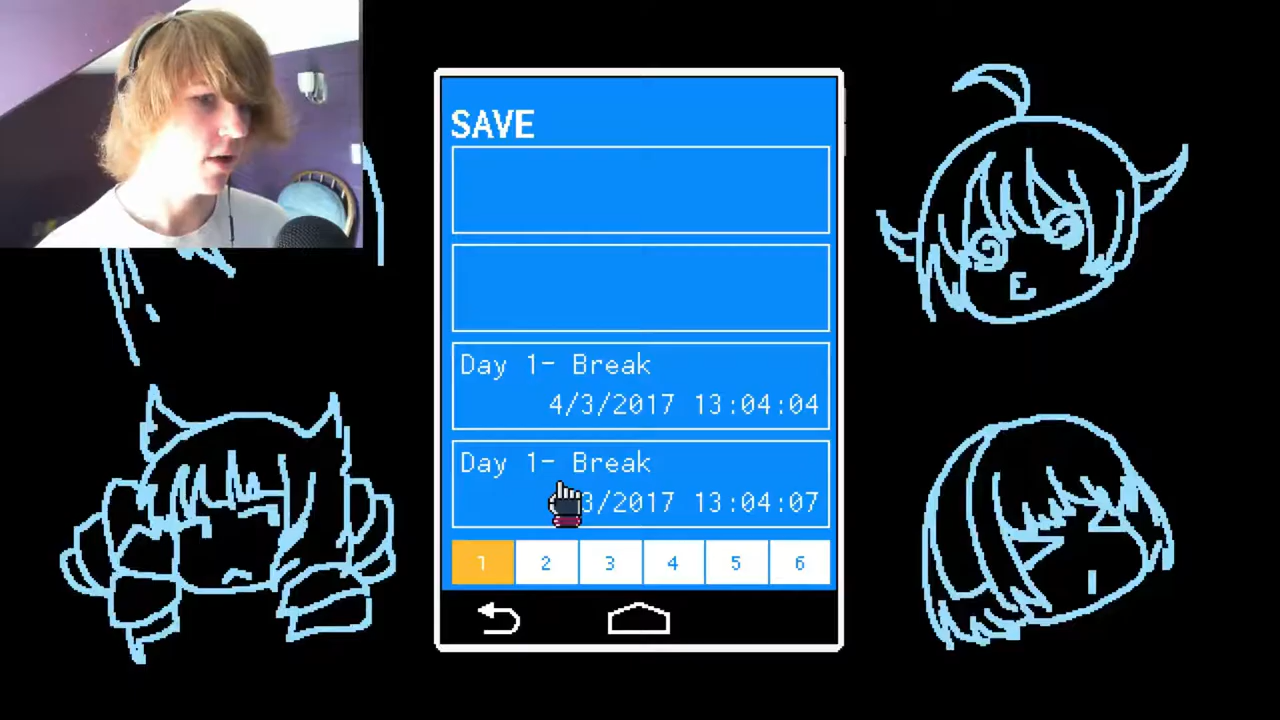 SAVE
Day 1- Break
4/3/2017 13:04:04
Day 1- Break
3/2017 13:04:07
1 2 3 4 5 6